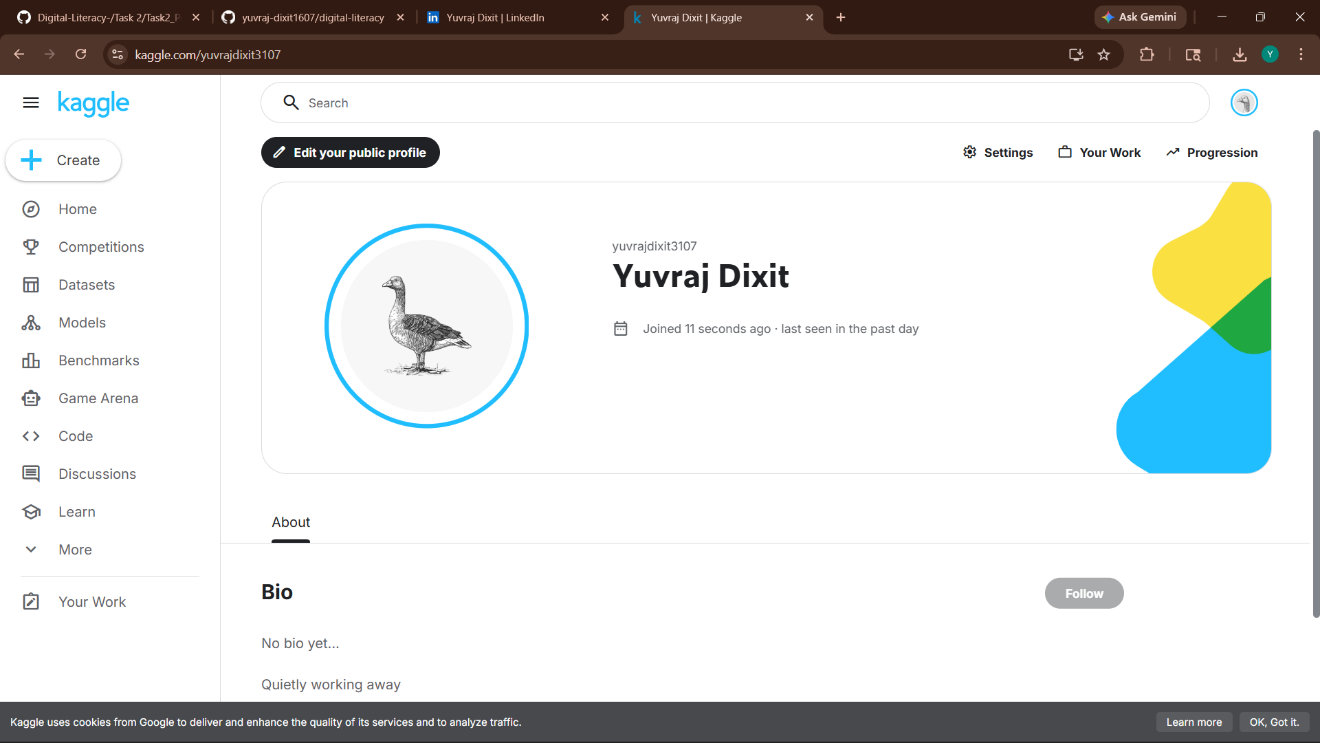 Digital-Literacy-/Task 2/Task2_P
yuvraj-dixit1607/digital-literacy
Yuvraj Dixit | LinkedIn
Yuvraj Dixit | Kaggle
Ask Gemini
kaggle.com/yuvrajdixit3107
Y
kaggle
Search
Create
Edit your public profile
Settings
Your Work
Progression
Home
Competitions
Datasets
Models
Benchmarks
Game Arena
Code
Discussions
Learn
More
Your Work
yuvrajdixit3107
Yuvraj Dixit
Joined 11 seconds ago · last seen in the past day
About
Bio
Follow
No bio yet...
Quietly working away
Kaggle uses cookies from Google to deliver and enhance the quality of its services and to analyze traffic.
Learn more
OK, Got it.